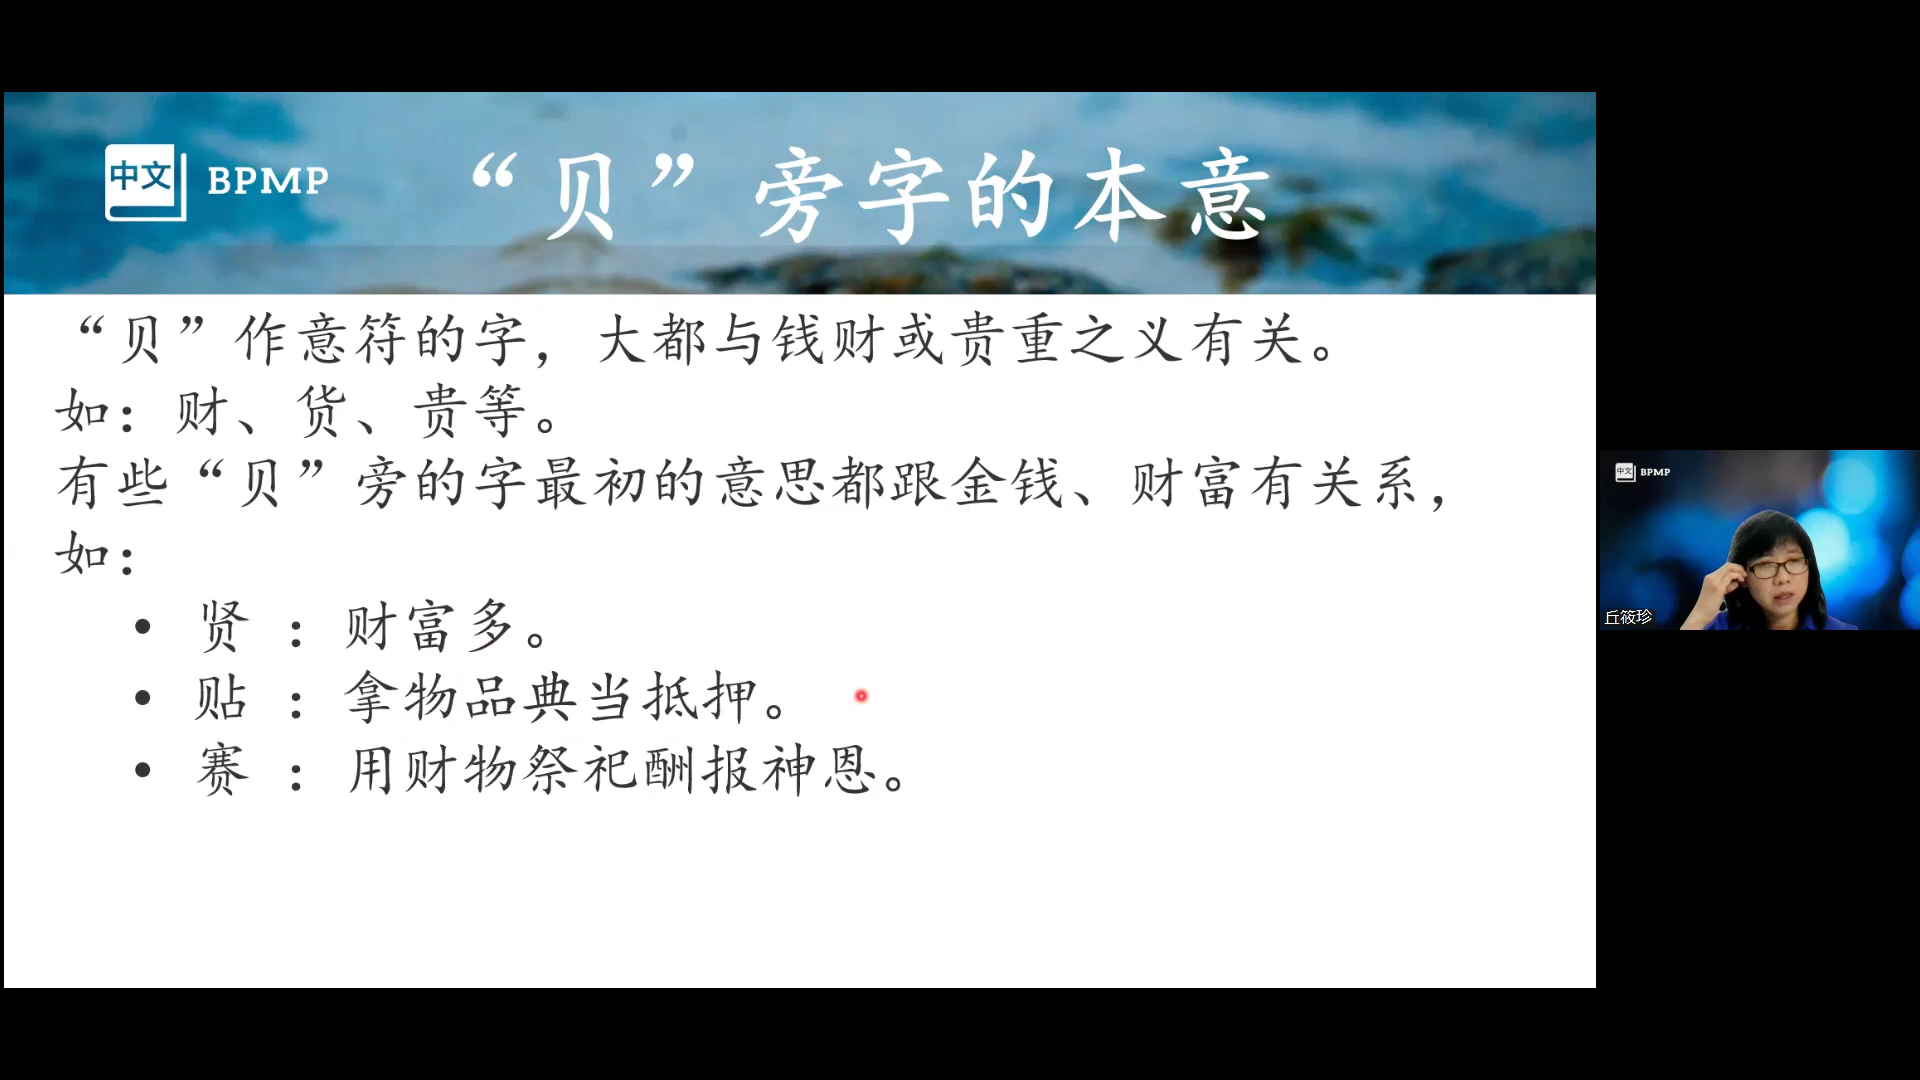 中文 BPMP
“贝”旁字的本意
“贝”作意符的字，大都与钱财或贵重之义有关。
如：财、货、贵等。
有些“贝”旁的字最初的意思都跟金钱、财富有关系，
如：
• 贤 ：财富多。
• 贴 ：拿物品典当抵押。
• 赛 ：用财物祭祀酬报神恩。
中文 BPMP
丘筱珍